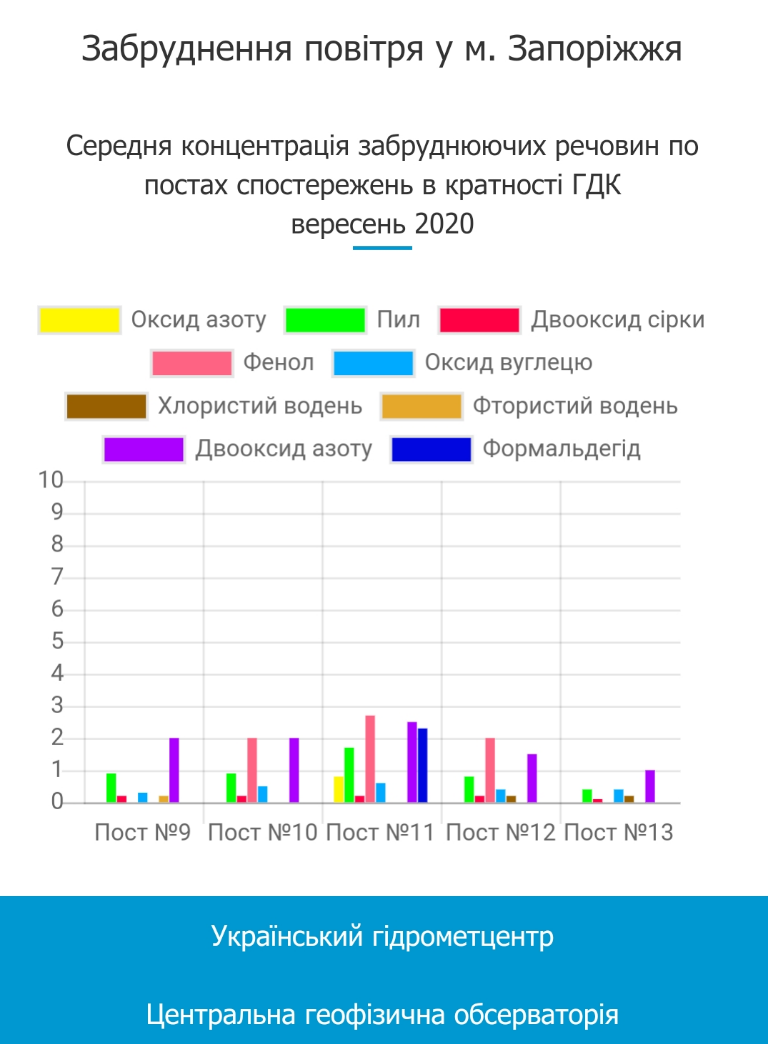 Забруднення повітря у м. Запоріжжя
Середня концентрація забруднюючих речовин по
постах спостережень в кратності ГДК
вересень 2020
Оксид азоту Пил Двооксид сірки
Фенол Оксид вуглецю
Хлористий водень Фтористий водень
Двооксид азоту Формальдегід
10
9
8
7
6
5
4
3
2
1
0
Пост №9 Пост №10 Пост №11 Пост №12 Пост №13
Український гідрометцентр
Центральна геофізична обсерваторія